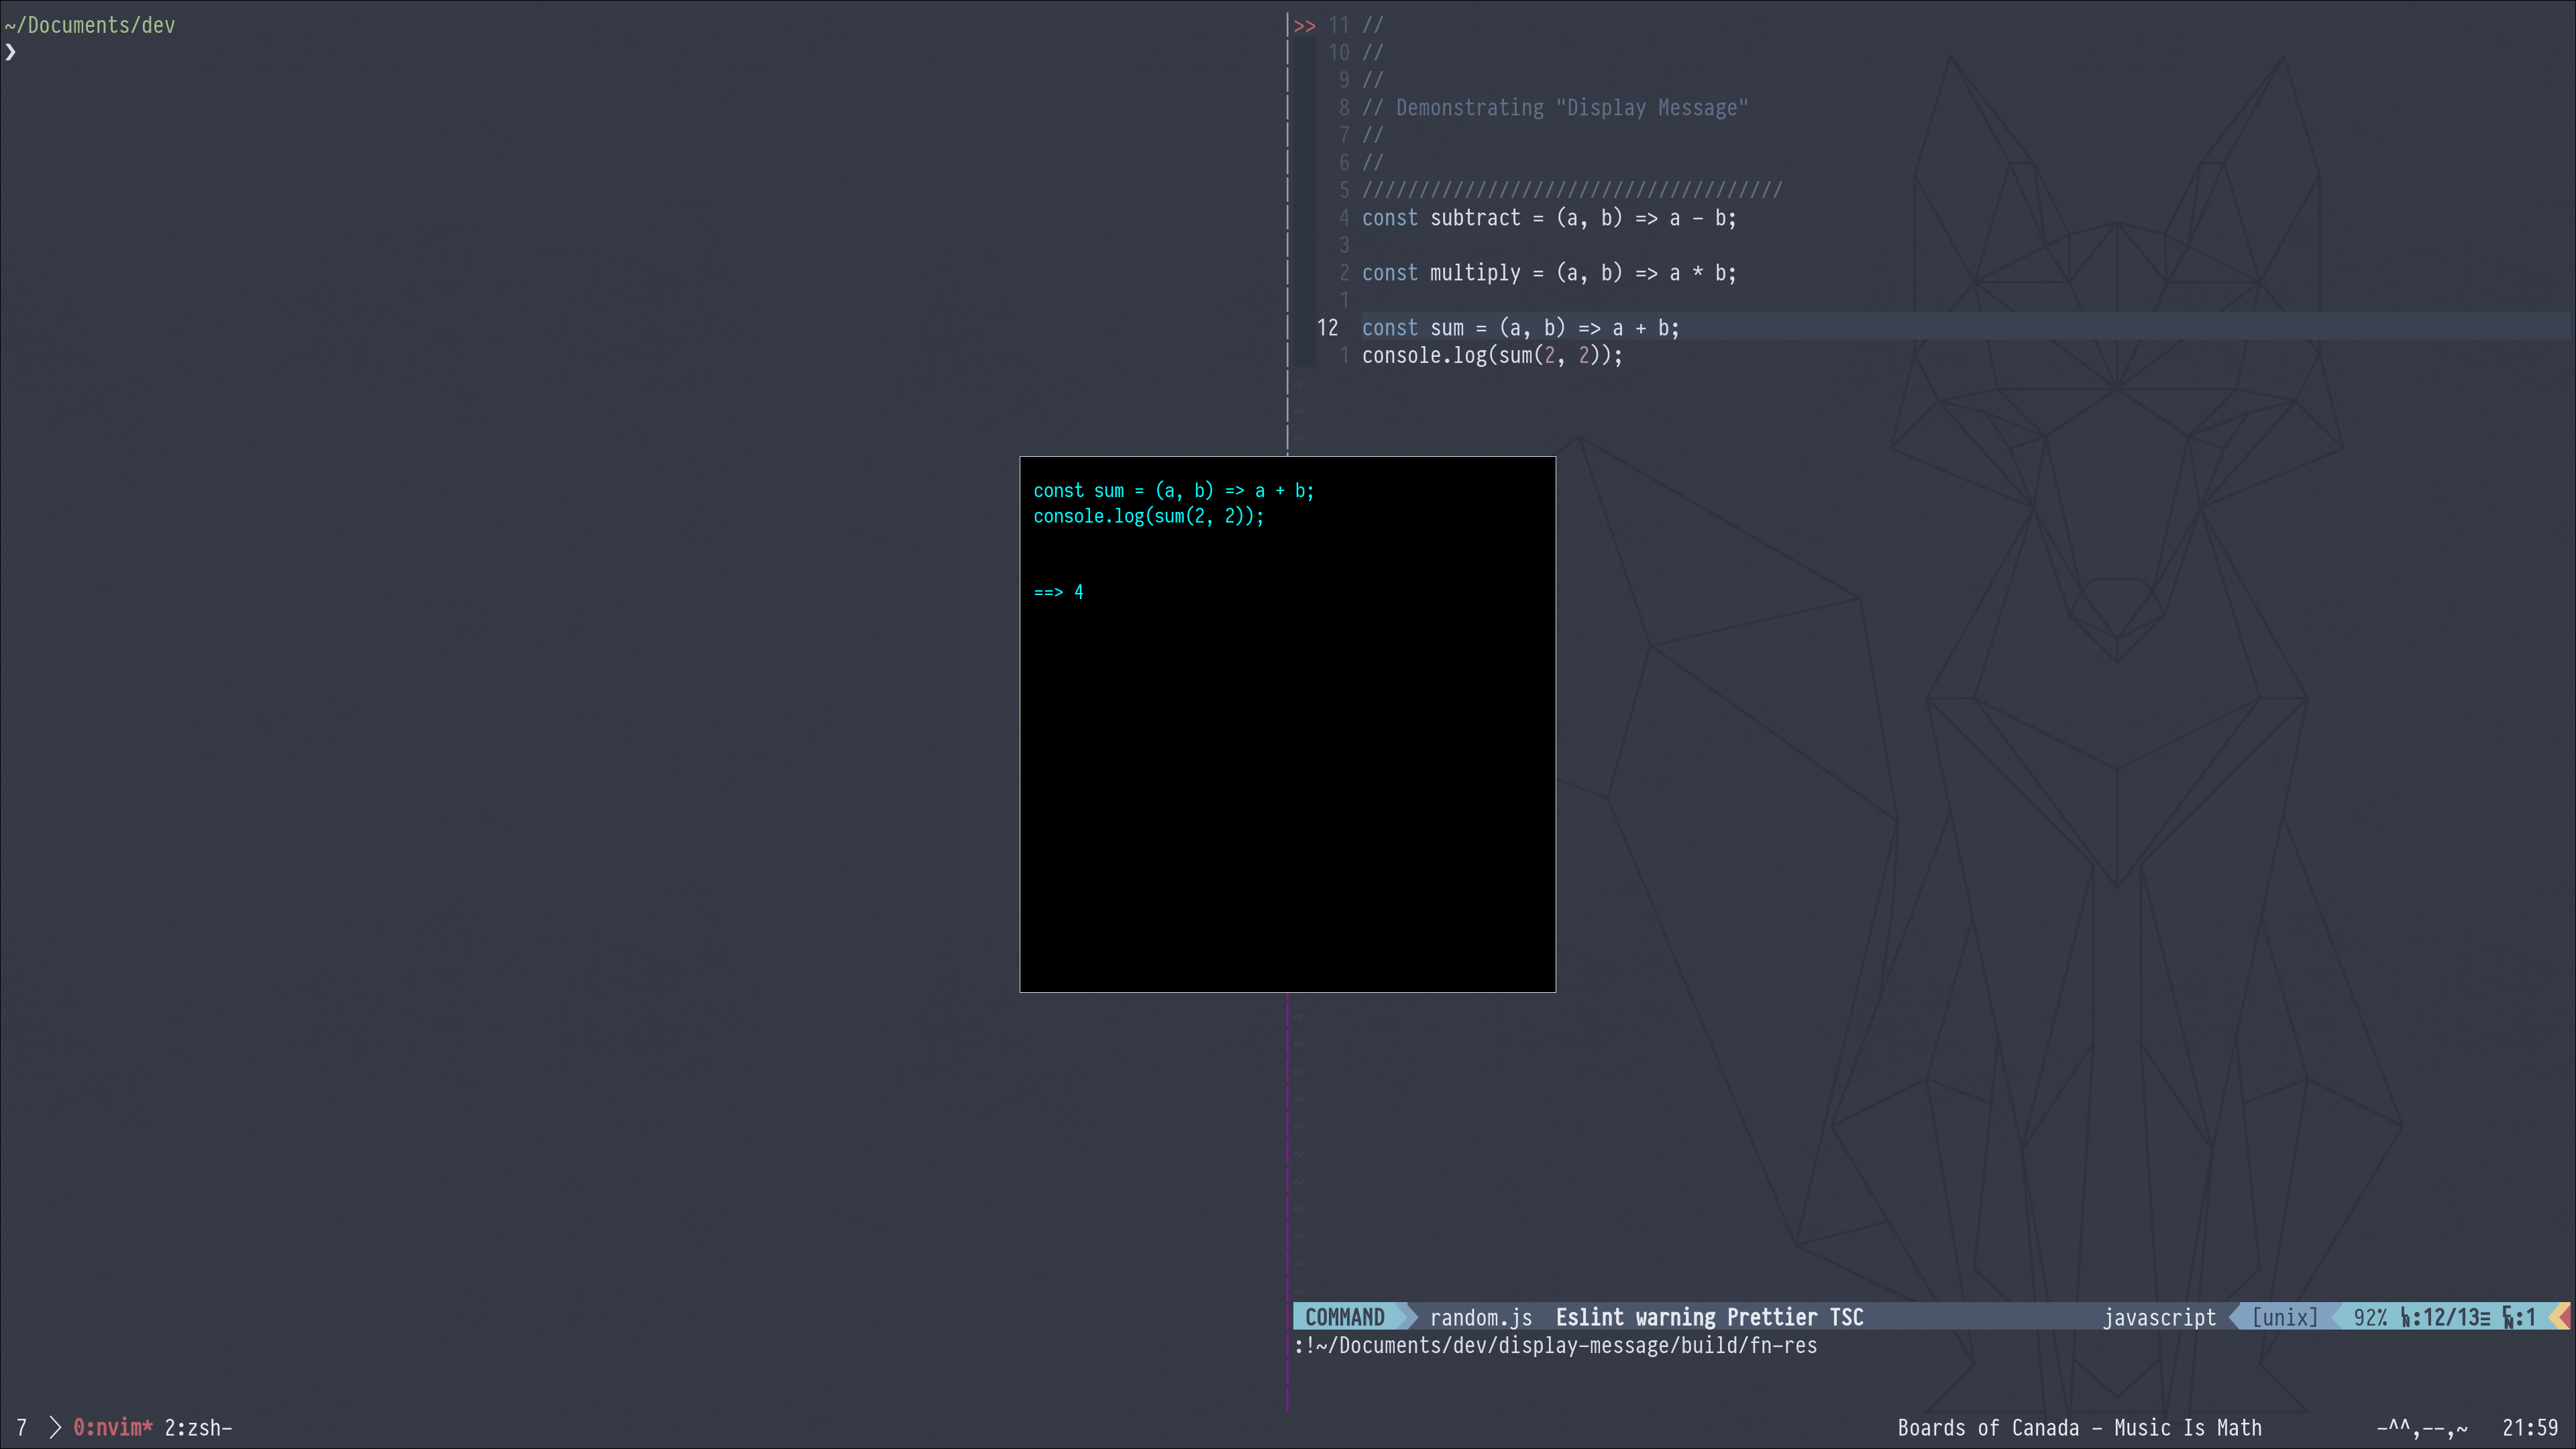 ~/Documents/dev
❯
>> 11 //
10 //
9 //
8 // Demonstrating "Display Message"
7 //
6 //
5 /////////////////////////////////////
4 const subtract = (a, b) => a - b;
3
2 const multiply = (a, b) => a * b;
1
12 const sum = (a, b) => a + b;
1 console.log(sum(2, 2));
~
~
~
const sum = (a, b) => a + b;
console.log(sum(2, 2));
==> 4
~
~
~
~
~
~
~
~
~
~
~
COMMAND random.js Eslint warning Prettier TSC javascript [unix] 92% ㏑:12/13≡ ℅:1
:!~/Documents/dev/display-message/build/fn-res
7 0:nvim* 2:zsh- Boards of Canada - Music Is Math -^^,--,~ 21:59